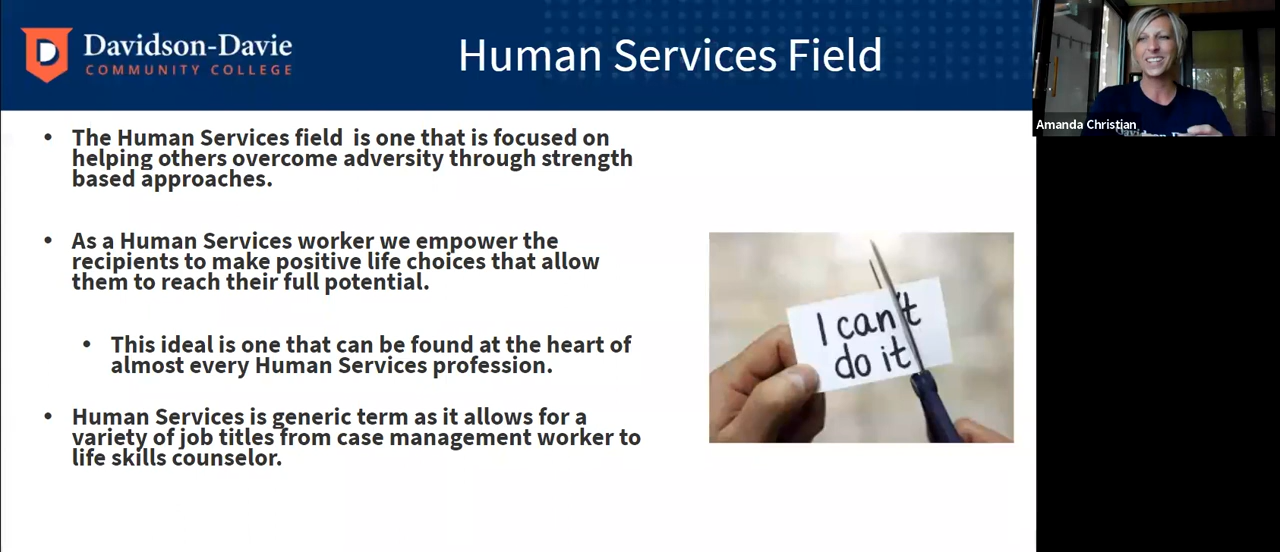 Davidson-Davie
COMMUNITY COLLEGE
Human Services Field
Amanda Christian
• The Human Services field is one that is focused on
helping others overcome adversity through strength
based approaches.
• As a Human Services worker we empower the
recipients to make positive life choices that allow
them to reach their full potential.
• This ideal is one that can be found at the heart of
almost every Human Services profession.
• Human Services is generic term as it allows for a
variety of job titles from case management worker to
life skills counselor.
I can't
do it